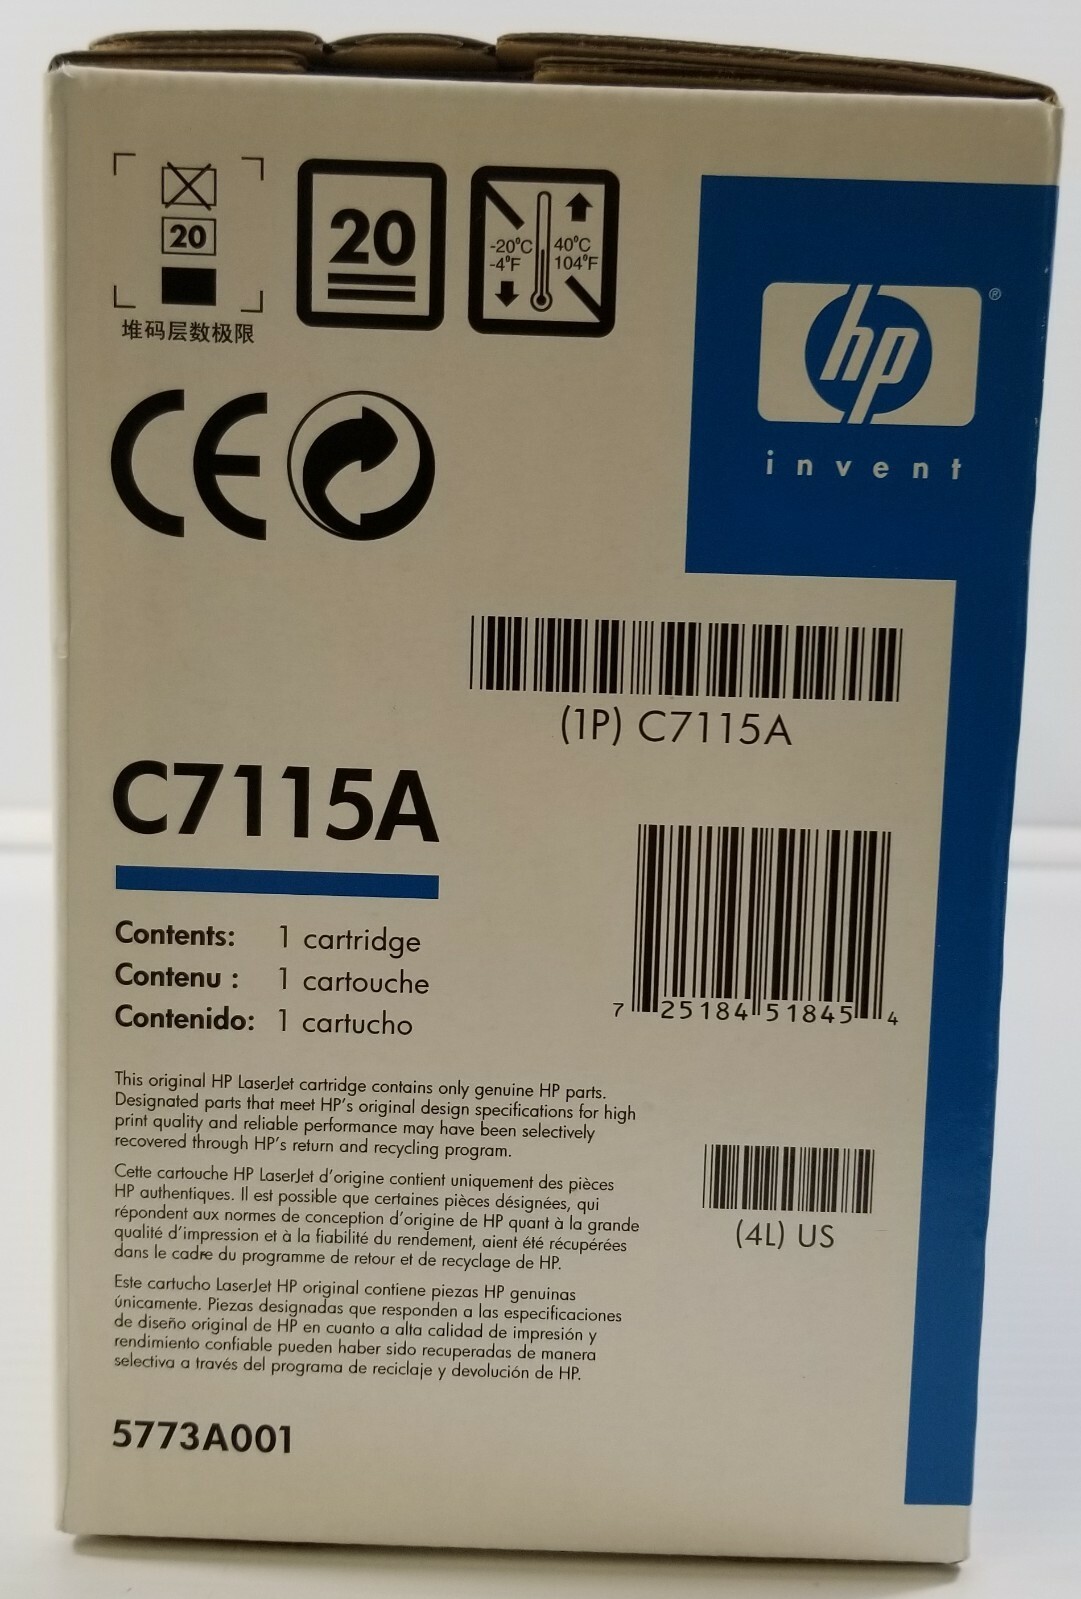 20
堆码层数极限
20
-20°C
-4°F
40°C
104°F
CE
hp
®
invent
(1P) C7115A
C7115A
7 25184 51845 4
Contents: 1 cartridge
Contenu : 1 cartouche
Contenido: 1 cartucho
This original HP LaserJet cartridge contains only genuine HP parts.
Designated parts that meet HP's original design specifications for high
print quality and reliable performance may have been selectively
recovered through HP's return and recycling program.
Cette cartouche HP LaserJet d'origine contient uniquement des pièces
HP authentiques. Il est possible que certaines pièces désignées, qui
répondent aux normes de conception d'origine de HP quant à la grande
qualité d'impression et à la fiabilité du rendement, aient été récupérées
dans le cadre du programme de retour et de recyclage de HP.
(4L) US
Este cartucho LaserJet HP original contiene piezas HP genuinas
únicamente. Piezas designadas que responden a las especificaciones
de diseño original de HP en cuanto a alta calidad de impresión y
rendimiento confiable pueden haber sido recuperadas de manera
selectiva a través del programa de reciclaje y devolución de HP.
5773A001